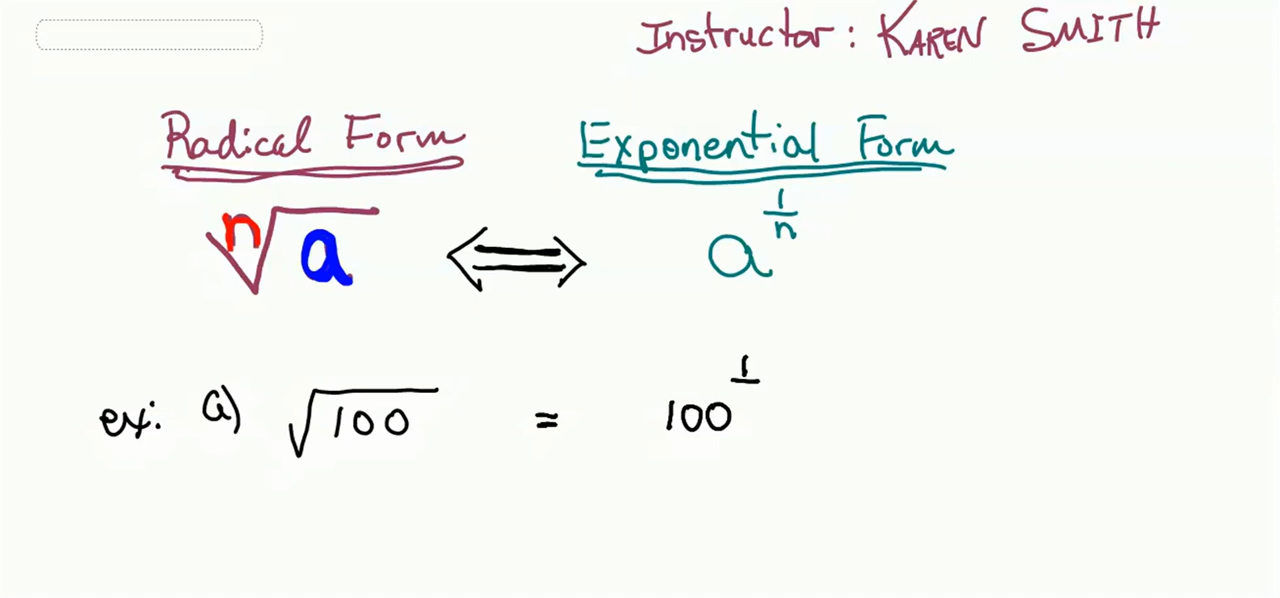 Instructor: KAREN SMITH
Radical Form Exponential Form
ⁿ√a ⟺ a^(1/n)
ex: a) √100 = 100^(1/